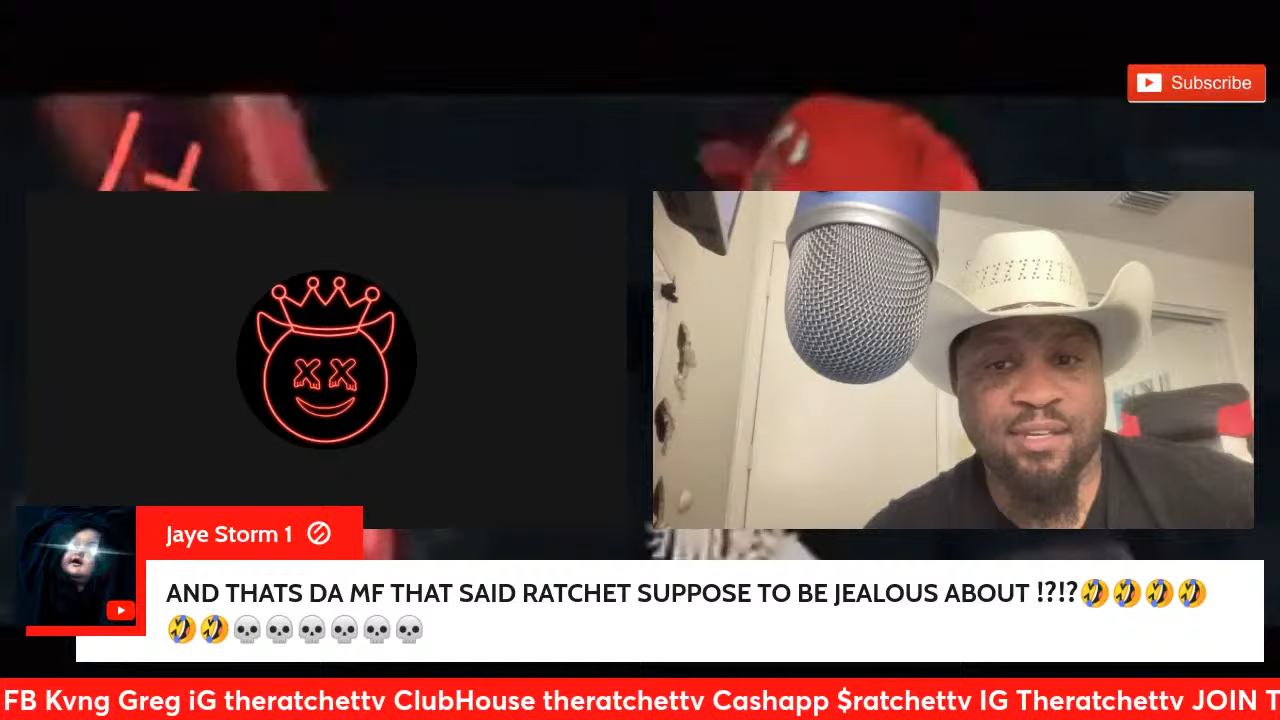 Subscribe
Jaye Storm 1
AND THATS DA MF THAT SAID RATCHET SUPPOSE TO BE JEALOUS ABOUT !?!?🤣🤣🤣🤣
🤣🤣💀💀💀💀💀💀
FB Kvng Greg iG theratchettv ClubHouse theratchettv Cashapp $ratchettv IG Theratchettv JOIN T